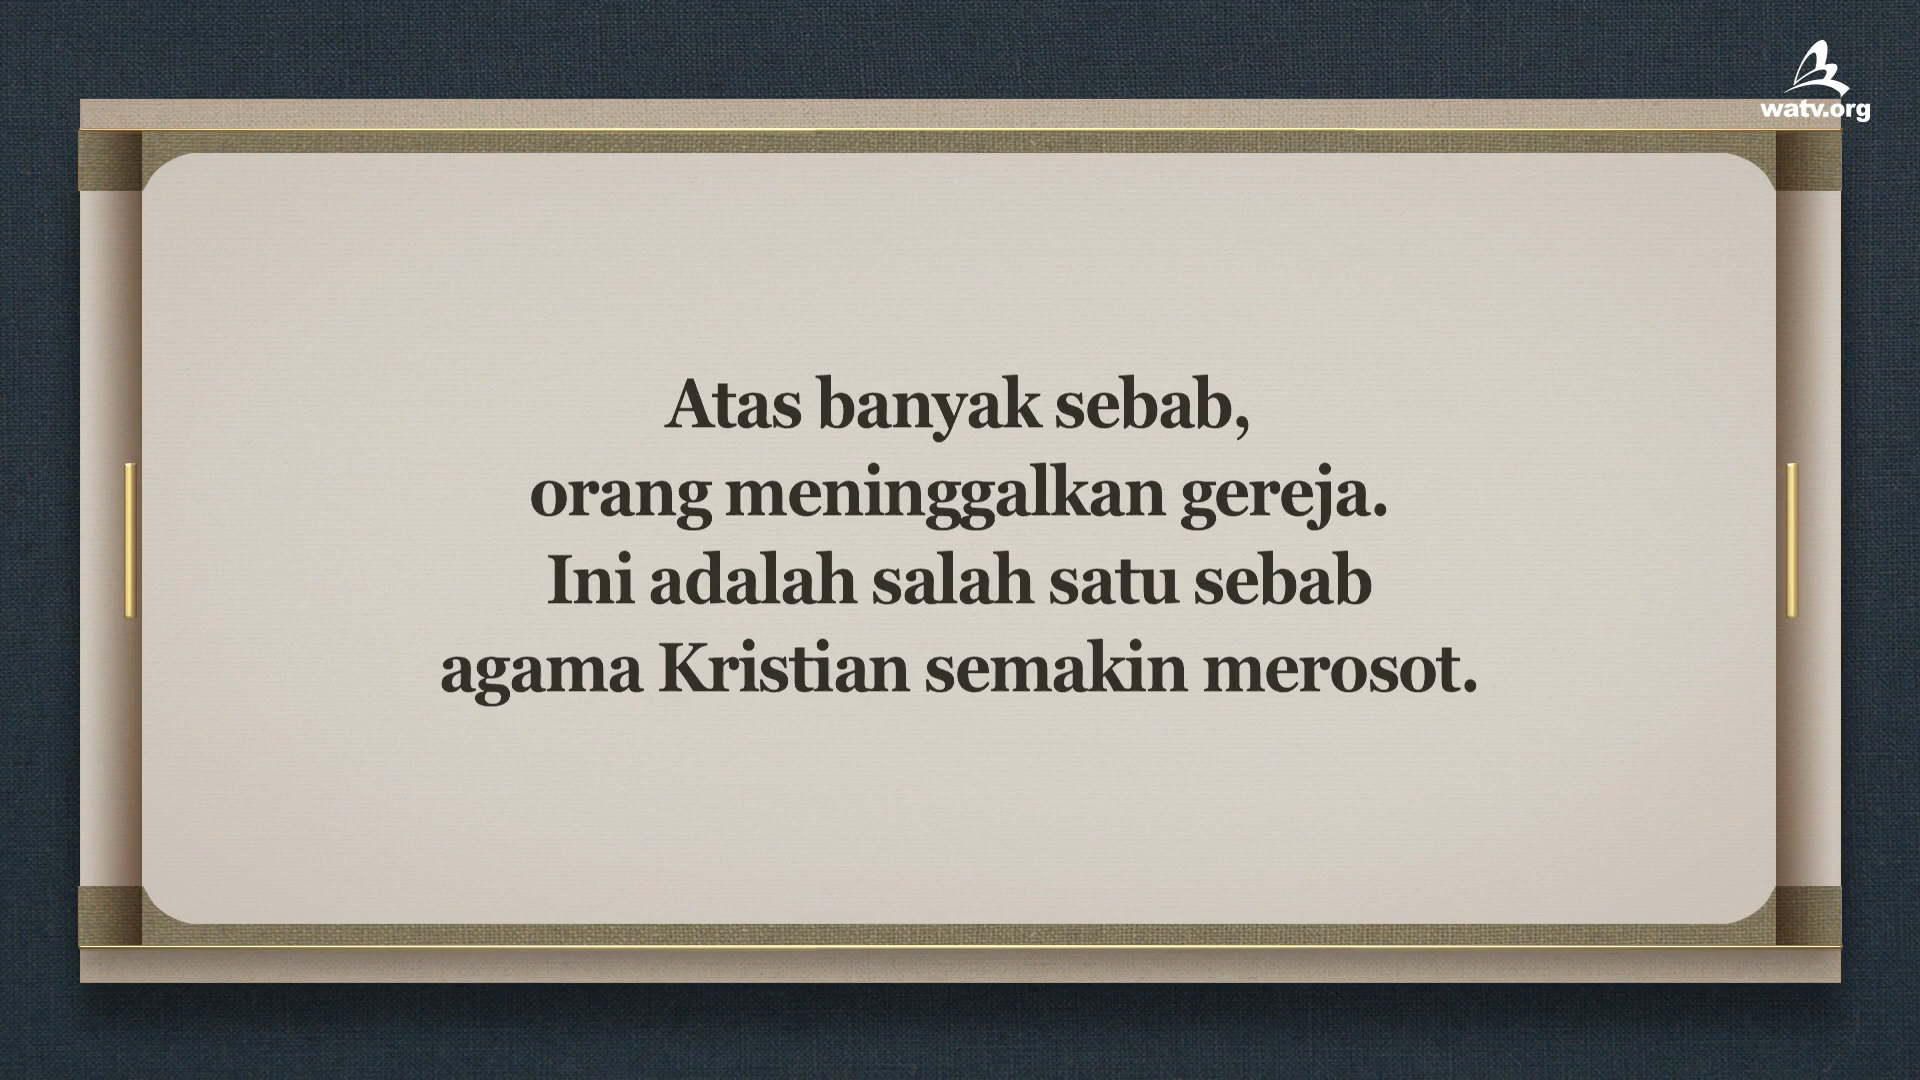 watv.org
Atas banyak sebab,
orang meninggalkan gereja.
Ini adalah salah satu sebab
agama Kristian semakin merosot.